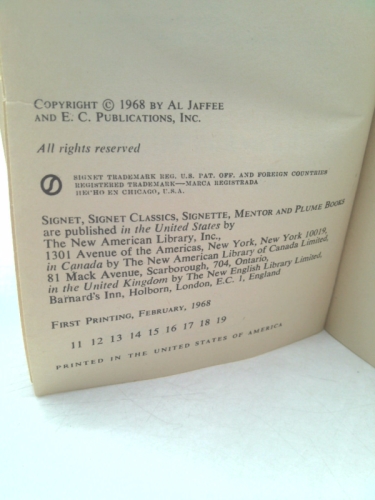 COPYRIGHT © 1968 BY AL JAFFEE
AND E. C. PUBLICATIONS, INC.
All rights reserved
SIGNET TRADEMARK REG. U.S. PAT. OFF. AND FOREIGN COUNTRIES
REGISTERED TRADEMARK—MARCA REGISTRADA
HECHO EN CHICAGO, U.S.A.
SIGNET, SIGNET CLASSICS, SIGNETTE, MENTOR AND PLUME BOOKS
are published in the United States by
The New American Library, Inc.,
1301 Avenue of the Americas, New York, New York 10019,
in Canada by The New American Library of Canada Limited,
81 Mack Avenue, Scarborough, 704, Ontario,
in the United Kingdom by The New English Library Limited,
Barnard's Inn, Holborn, London, E.C. 1, England
FIRST PRINTING, FEBRUARY, 1968
11 12 13 14 15 16 17 18 19
PRINTED IN THE UNITED STATES OF AMERICA